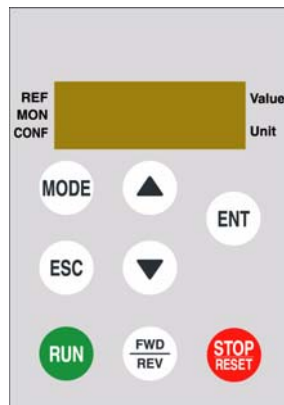 REF
MON
CONF
Value
Unit
MODE
ENT
ESC
RUN
FWD
REV
STOP
RESET